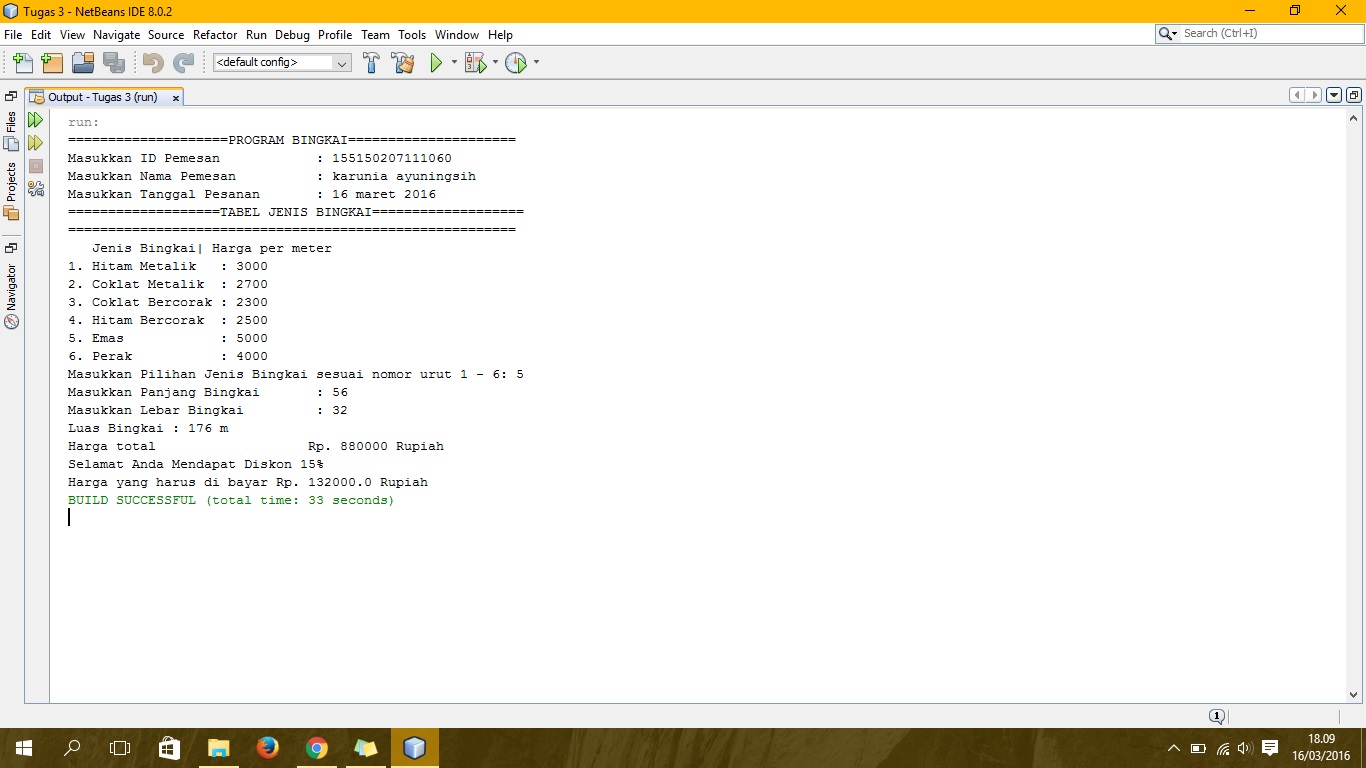 Tugas 3 - NetBeans IDE 8.0.2
File Edit View Navigate Source Refactor Run Debug Profile Team Tools Window Help
Search (Ctrl+I)
<default config>
Output - Tugas 3 (run)
Files
Projects
Navigator
run:
====================PROGRAM BINGKAI=====================
Masukkan ID Pemesan            : 155150207111060
Masukkan Nama Pemesan          : karunia ayuningsih
Masukkan Tanggal Pesanan       : 16 maret 2016
===================TABEL JENIS BINGKAI===================
========================================================
   Jenis Bingkai| Harga per meter
1. Hitam Metalik   : 3000
2. Coklat Metalik  : 2700
3. Coklat Bercorak : 2300
4. Hitam Bercorak  : 2500
5. Emas            : 5000
6. Perak           : 4000
Masukkan Pilihan Jenis Bingkai sesuai nomor urut 1 - 6: 5
Masukkan Panjang Bingkai       : 56
Masukkan Lebar Bingkai         : 32
Luas Bingkai : 176 m
Harga total                   Rp. 880000 Rupiah
Selamat Anda Mendapat Diskon 15%
Harga yang harus di bayar Rp. 132000.0 Rupiah
BUILD SUCCESSFUL (total time: 33 seconds)
1
18.09
16/03/2016